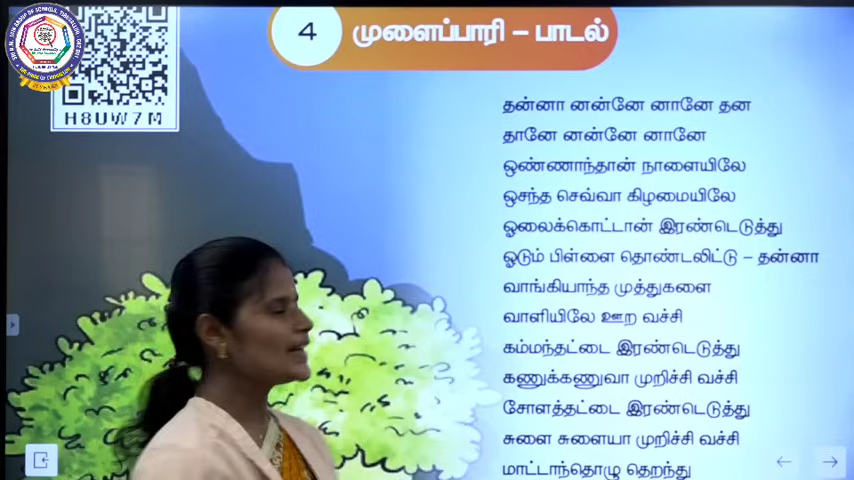 H8UW7M
4
முளைப்பாரி – பாடல்
தன்னா னன்னே னானே தன
தானே னன்னே னானே
ஒண்ணாந்தான் நாளையிலே
ஒசந்த செவ்வா கிழமையிலே
ஓலைக்கொட்டான் இரண்டெடுத்து
ஓடும் பிள்ளை தொண்டலிட்டு – தன்னா
வாங்கியாந்த முத்துகளை
வாளியிலே ஊற வச்சி
கம்மந்தட்டை இரண்டெடுத்து
கணுக்கணுவா முறிச்சி வச்சி
சோளத்தட்டை இரண்டெடுத்து
சுளை சுளையா முறிச்சி வச்சி
மாட்டாந்தொழு தெறந்து